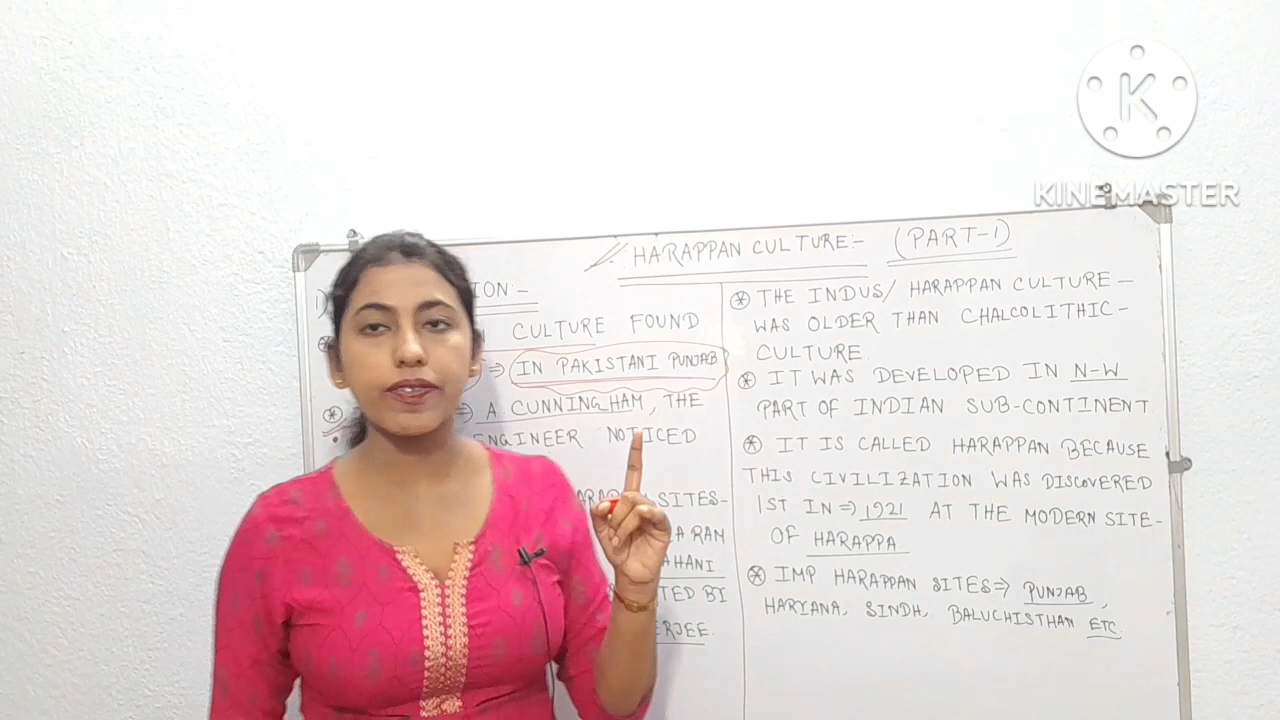 K
KINEMASTER
HARAPPAN CULTURE:- (PART-1)
1)
CULTURE FOUND
⇒ IN PAKISTANI PUNJAB
⊛ ⇒ A. CUNNINGHAM, THE
ENGINEER NOTICED
SITES-
RAM
TED BY
⊛ THE INDUS/ HARAPPAN CULTURE -
WAS OLDER THAN CHALCOLITHIC-
CULTURE.
⊛ IT WAS DEVELOPED IN N-W
PART OF INDIAN SUB-CONTINENT
⊛ IT IS CALLED HARAPPAN BECAUSE
THIS CIVILIZATION WAS DISCOVERED
1ST IN ⇒ 1921 AT THE MODERN SITE-
OF HARAPPA
⊛ IMP HARAPPAN SITES ⇒ PUNJAB,
HARYANA, SINDH, BALUCHISTHAN ETC.